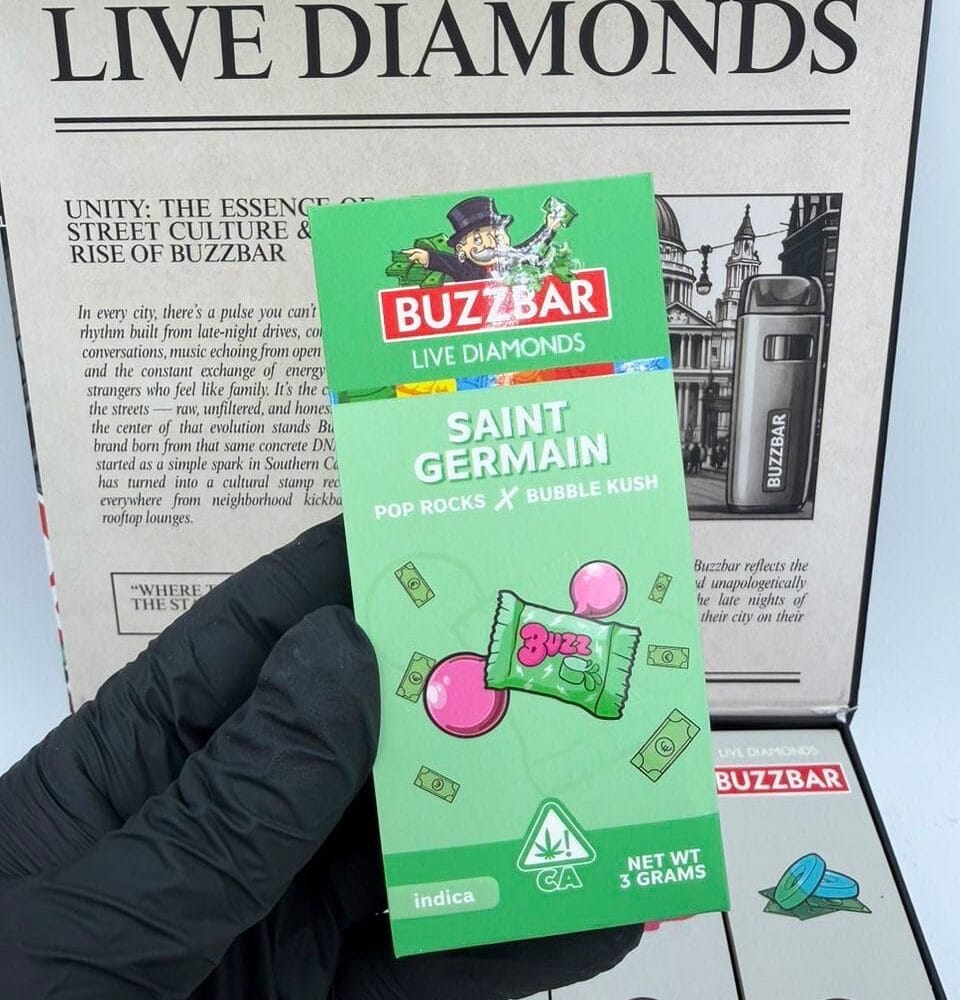 LIVE DIAMONDS
UNITY: THE ESSENCE OF
STREET CULTURE &
RISE OF BUZZBAR
In every city, there's a pulse you can't
rhythm built from late-night drives,
conversations, music echoing from open
and the constant exchange of energy
strangers who feel like family. It's the
the streets — raw, unfiltered, and
the center of that evolution stands
brand born from that same concrete
started as a simple spark in Southern
has turned into a cultural stamp
everywhere from neighborhood
rooftop lounges.
"WHERE
THE
BUZZBAR
LIVE DIAMONDS
SAINT
GERMAIN
POP ROCKS X BUBBLE KUSH
BUZZ
indica
CA
NET WT
3 GRAMS
BUZZBAR
Buzzbar reflects the
unapologetically
late nights of
their city on their
LIVE DIAMONDS
BUZZBAR